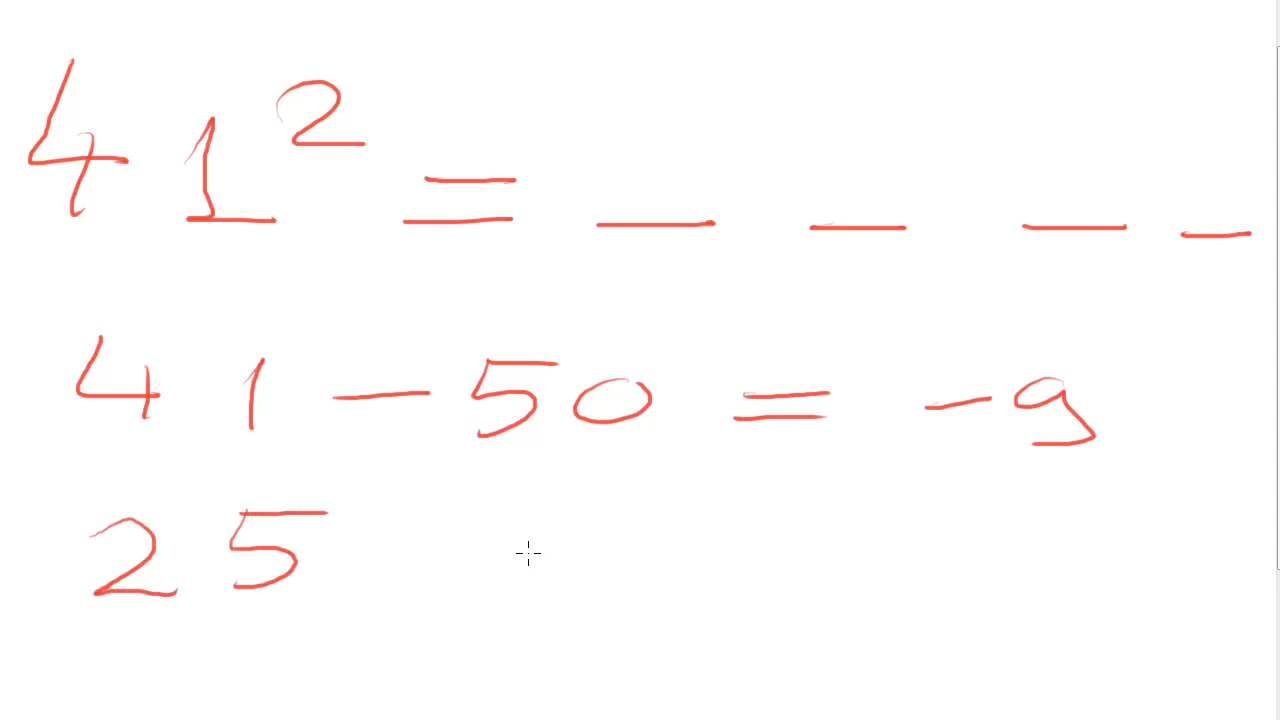 41² = _ _ _ _
41 - 50 = -9
25